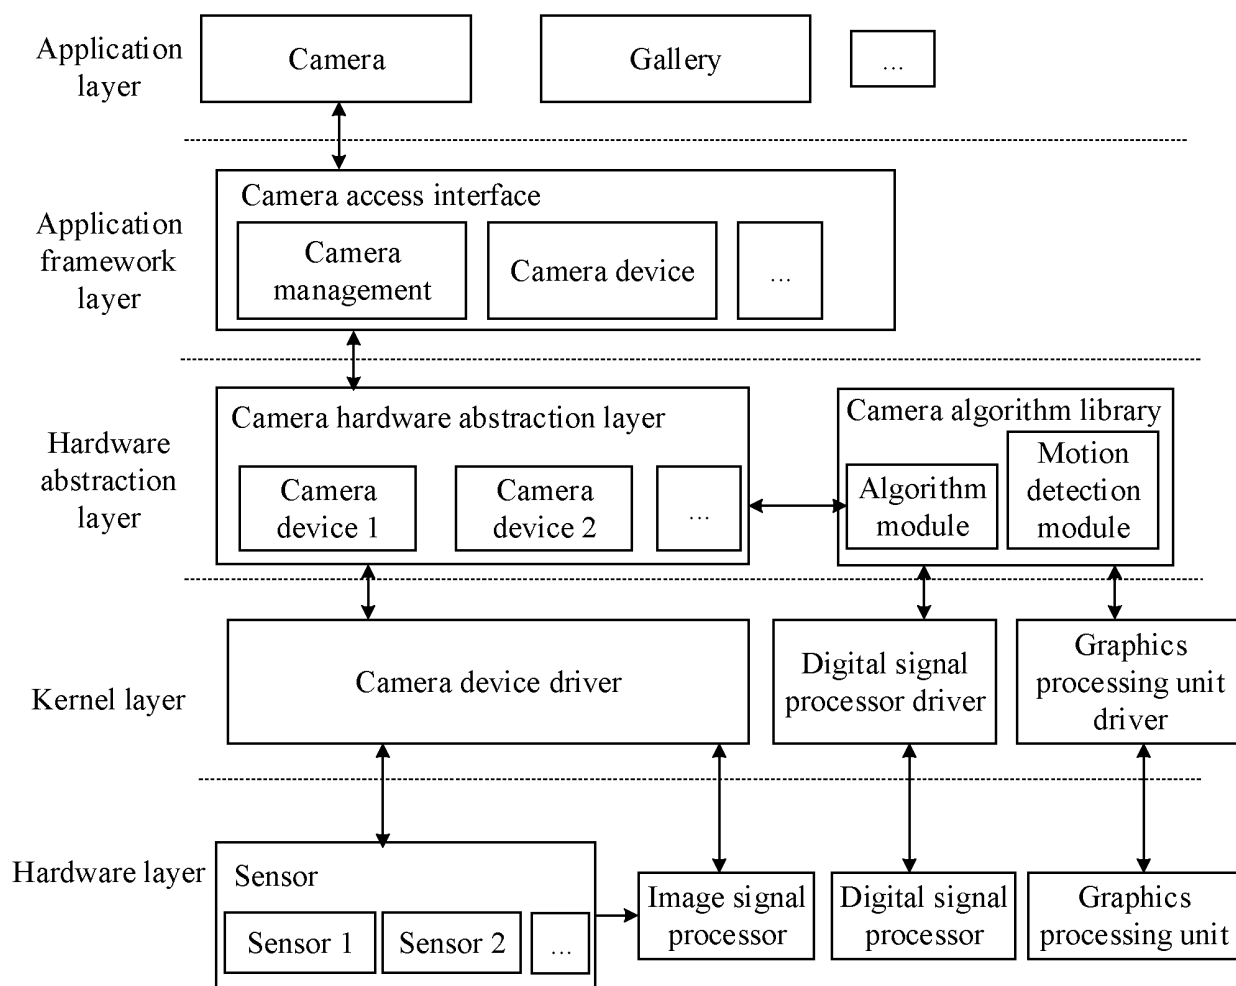 Application
layer
Camera
Gallery
...
Application
framework
layer
Camera access interface
Camera
management
Camera device
...
Hardware
abstraction
layer
Camera hardware abstraction layer
Camera
device 1
Camera
device 2
...
Camera algorithm library
Algorithm
module
Motion
detection
module
Kernel layer
Camera device driver
Digital signal
processor driver
Graphics
processing unit
driver
Hardware layer
Sensor
Sensor 1
Sensor 2
...
Image signal
processor
Digital signal
processor
Graphics
processing unit